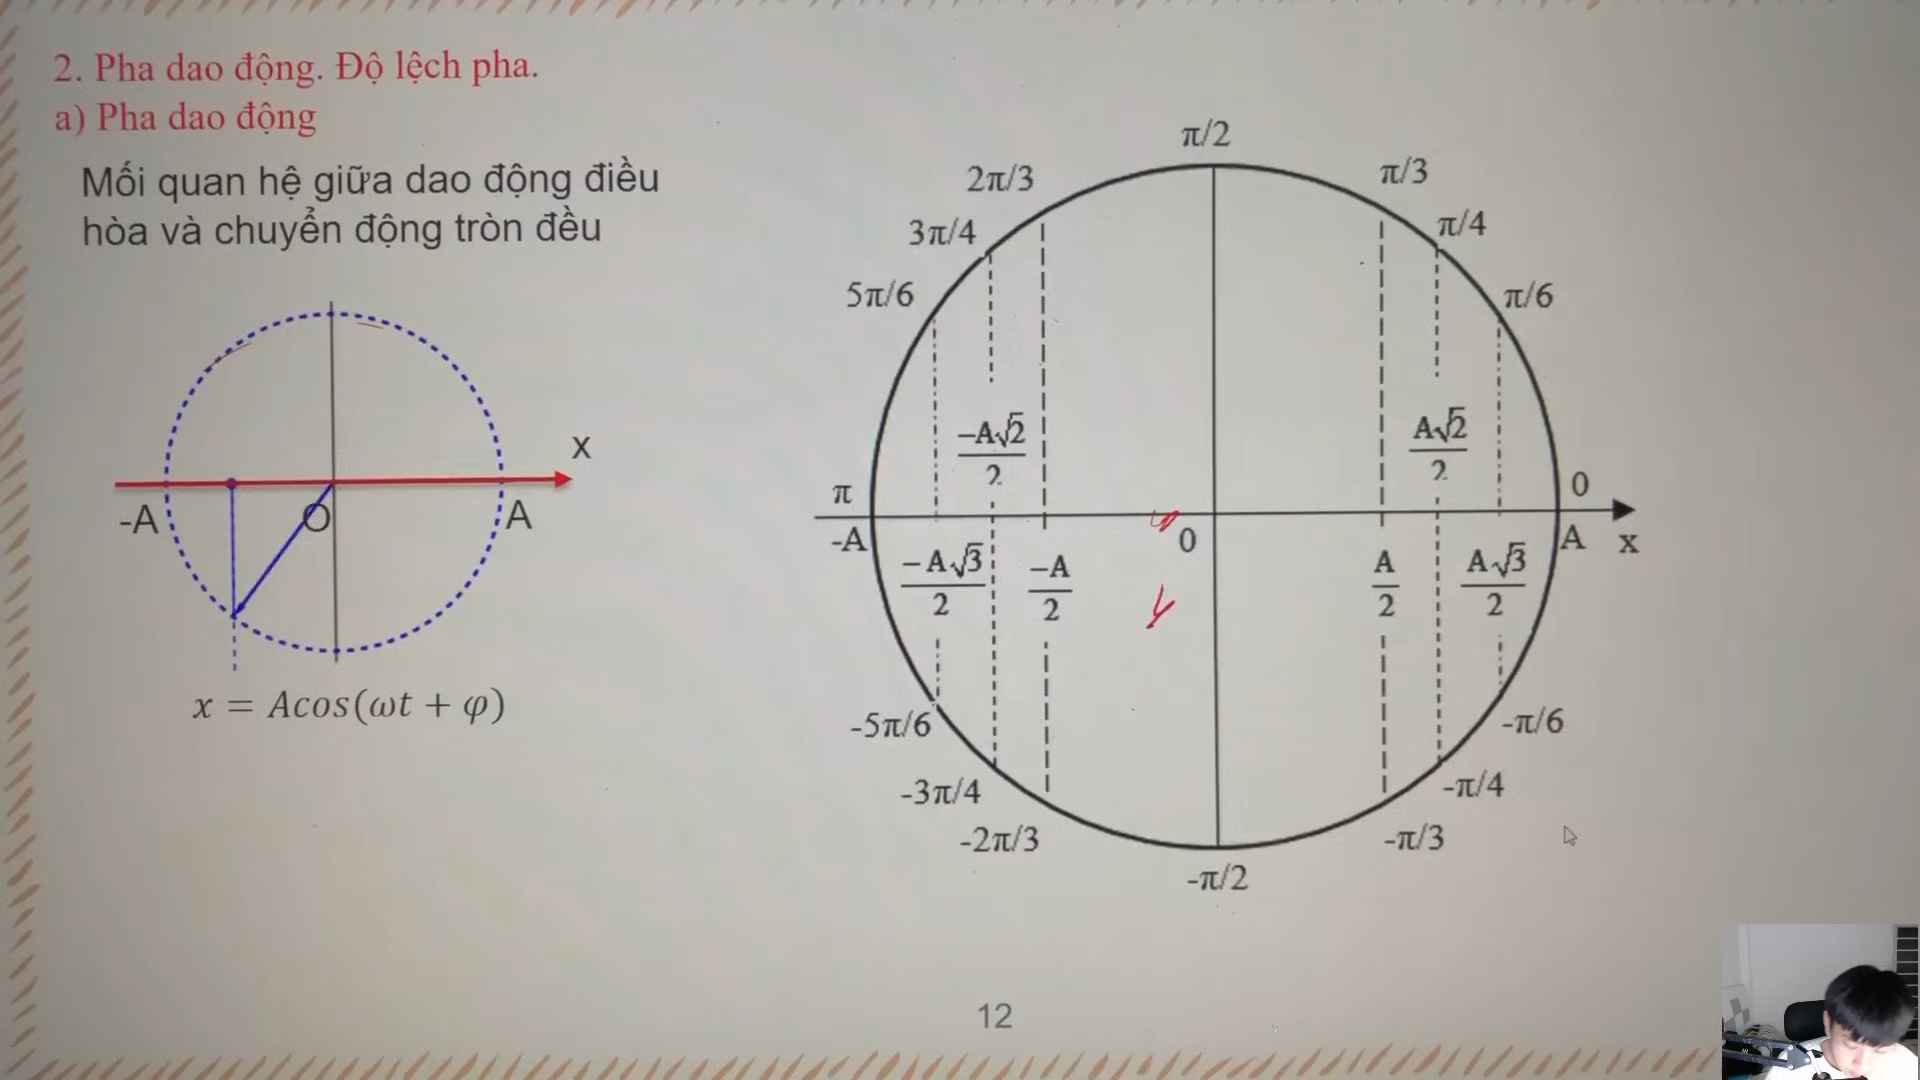 2. Pha dao động. Độ lệch pha.
a) Pha dao động
Mối quan hệ giữa dao động điều
hòa và chuyển động tròn đều
x
-A
O
A
x = Acos(ωt + φ)
π/2
2π/3
π/3
3π/4
π/4
5π/6
π/6
-A√2/2
A√2/2
π
0
-A
0
A
x
-A√3/2
-A/2
A/2
A√3/2
-5π/6
-π/6
-3π/4
-π/4
-2π/3
-π/3
-π/2
12